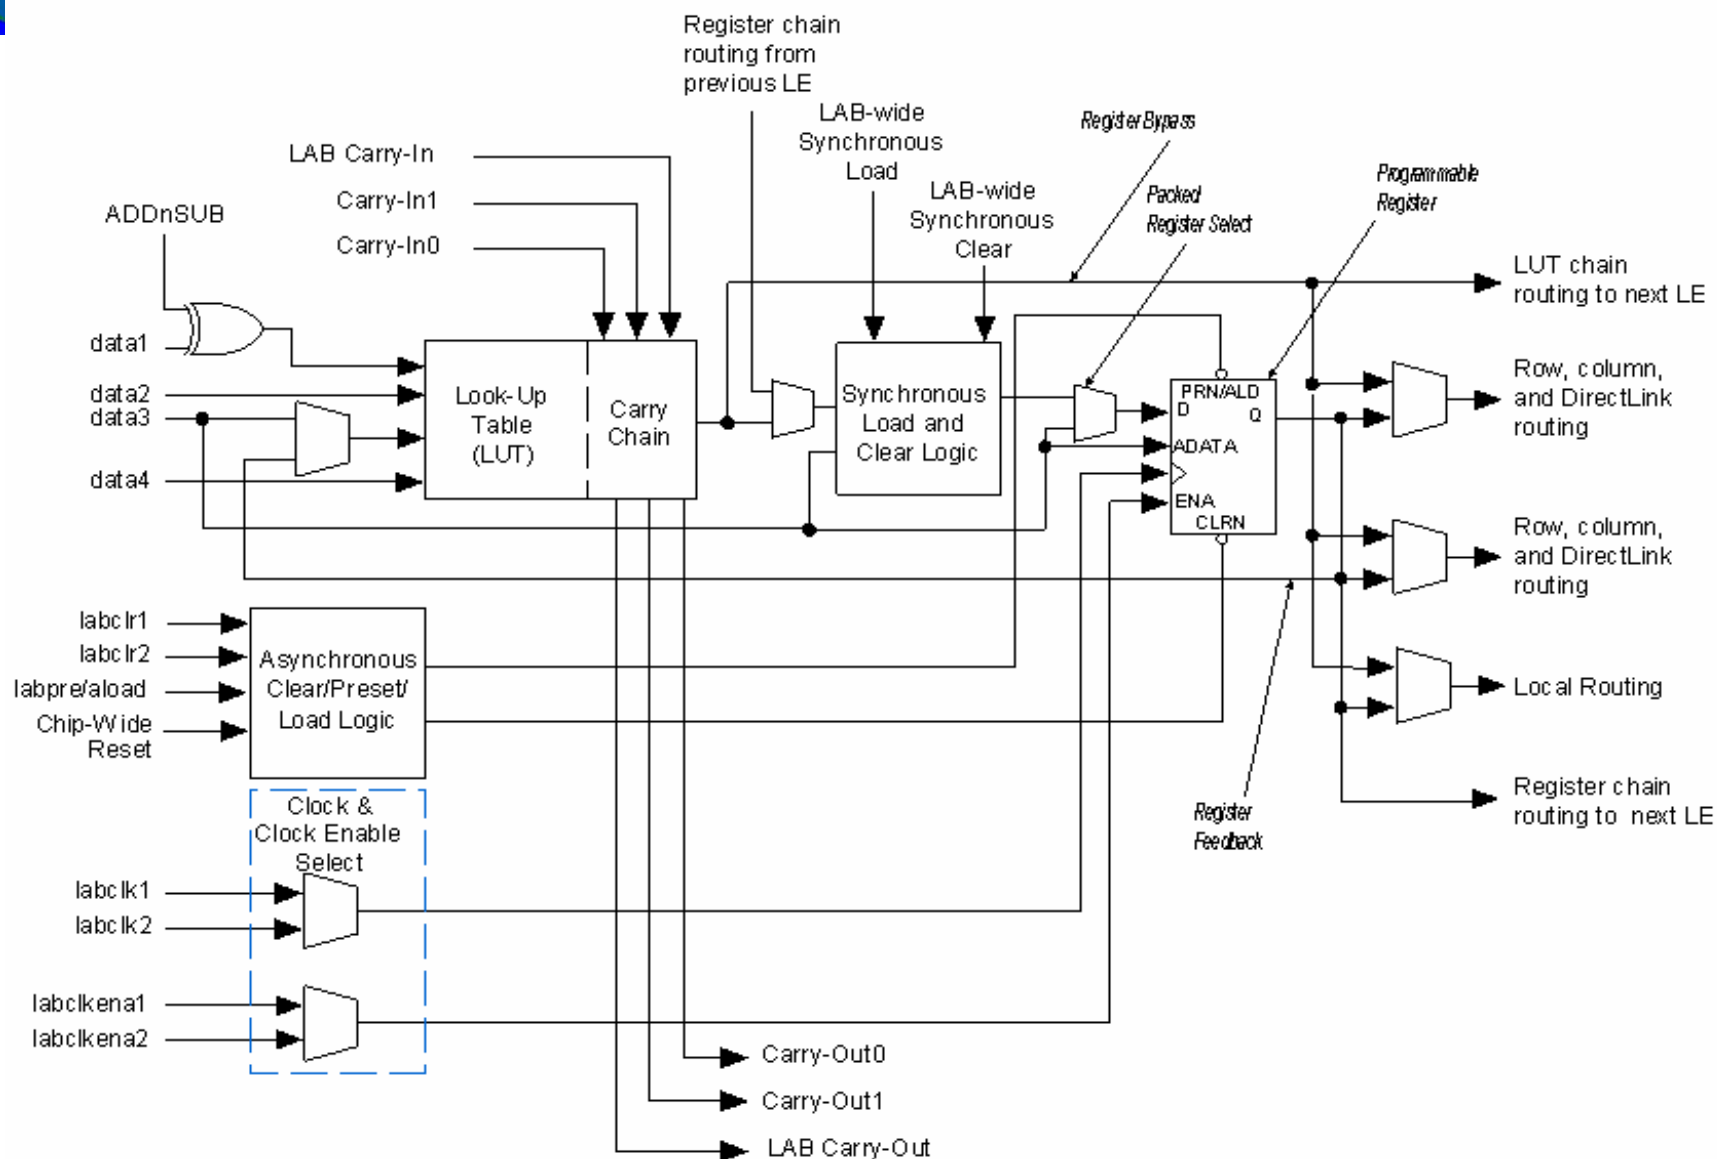 Register chain
routing from
previous LE
LAB-wide
Synchronous
Load
Register Bypass
LAB Carry-In
Carry-In1
Carry-In0
ADDnSUB
LAB-wide
Synchronous
Clear
Packed
Register Select
Programmable
Register
LUT chain
routing to next LE
data1
data2
data3
data4
Look-Up
Table
(LUT)
Carry
Chain
Synchronous
Load and
Clear Logic
PRN/ALD
D
Q
ADATA
ENA
CLRN
Row, column,
and DirectLink
routing
Row, column,
and DirectLink
routing
labclr1
labclr2
labpre/aload
Chip-Wide
Reset
Asynchronous
Clear/Preset/
Load Logic
Local Routing
Register chain
routing to next LE
Register
Feedback
Clock &
Clock Enable
Select
labclk1
labclk2
labclkena1
labclkena2
Carry-Out0
Carry-Out1
LAB Carry-Out